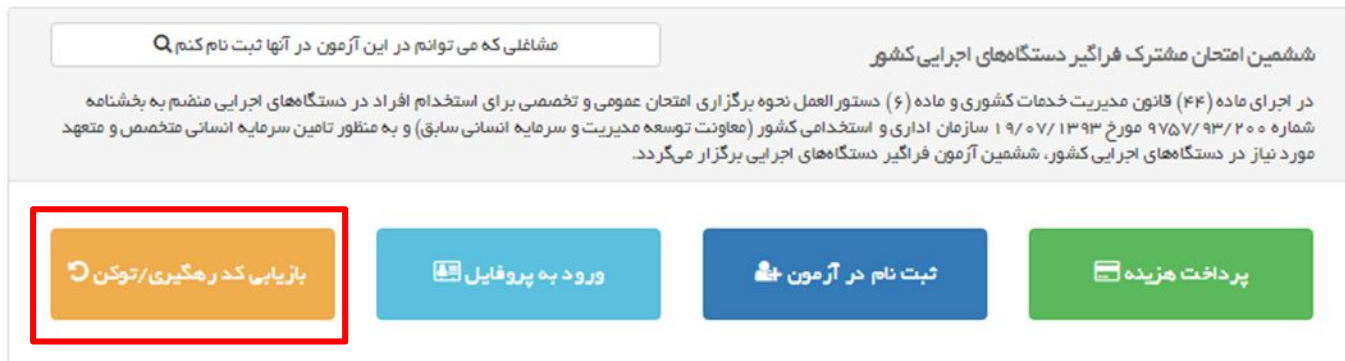 ششمین امتحان مشترک فراگیر دستگاه‌های اجرایی کشور
مشاغلی که می توانم در این آزمون در آنها ثبت نام کنم
در اجرای ماده (۴۴) قانون مدیریت خدمات کشوری و ماده (۶) دستورالعمل نحوه برگزاری امتحان عمومی و تخصصی برای استخدام افراد در دستگاه‌های اجرایی منضم به بخشنامه
شماره ۹۷۵۷/۹۳/۲۰۰ مورخ ۱۹/۰۷/۱۳۹۳ سازمان اداری و استخدامی کشور (معاونت توسعه مدیریت و سرمایه انسانی سابق) و به منظور تامین سرمایه انسانی متخصص و متعهد
مورد نیاز در دستگاه‌های اجرایی کشور، ششمین آزمون فراگیر دستگاه‌های اجرایی برگزار می‌گردد.
پرداخت هزینه
ثبت نام در آزمون
ورود به پروفایل
بازیابی کد رهگیری/توکن